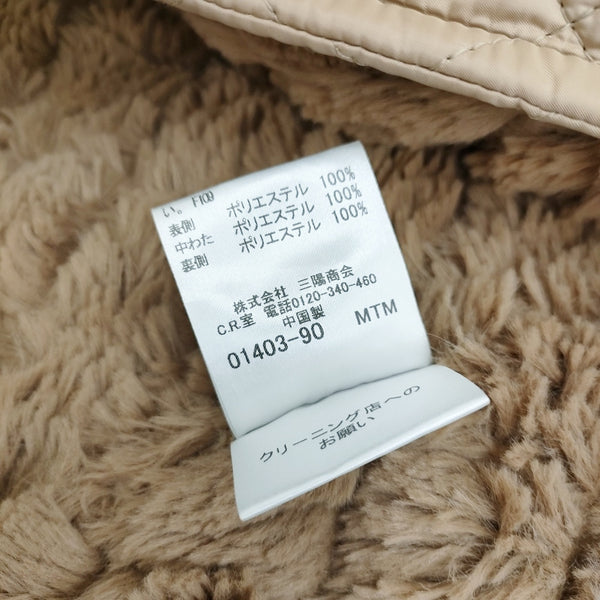 い。F109
表側 ポリエステル 100%
中わた ポリエステル 100%
裏側 ポリエステル 100%
株式会社 三陽商会
C.R.室 電話0120-340-460
中国製
01403-90 MTM
クリーニング店への
お願い